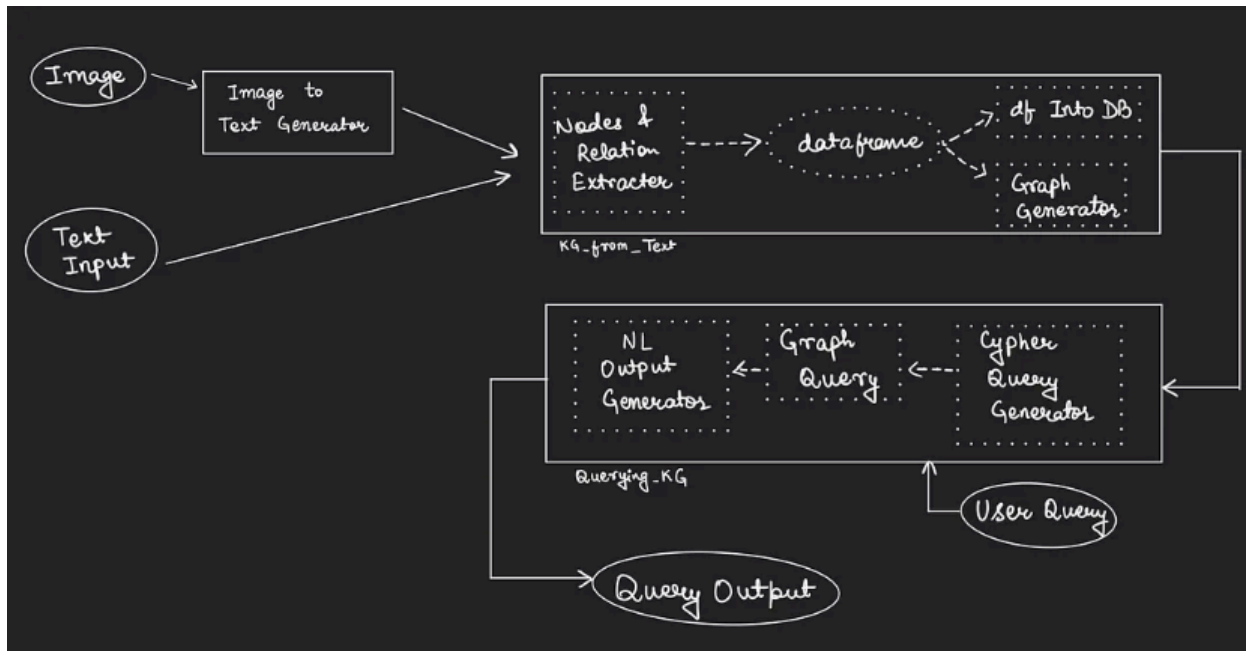 Image
Image to
Text Generator
Text
Input
Nodes &
Relation
Extracter
dataframe
df Into DB
Graph
Generator
KG_from_Text
NL
Output
Generator
Graph
Query
Cypher
Query
Generator
Querying_KG
User Query
Query Output